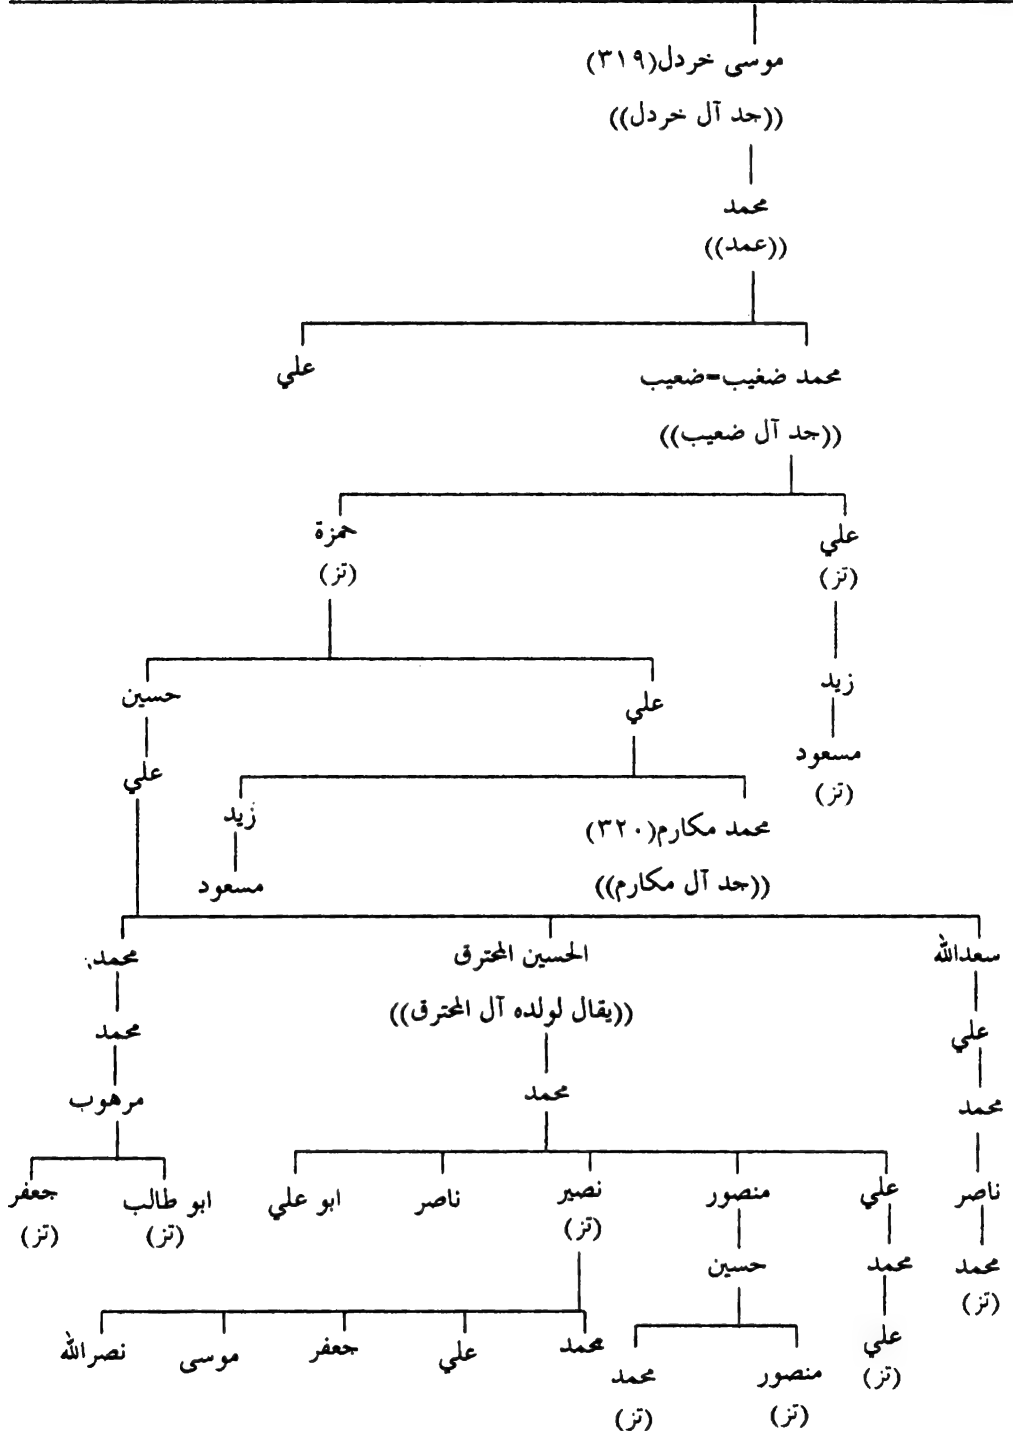 موسى خردل(٣١٩)
((جد آل خردل))
محمد
((عمد))
محمد ضغيب=ضعيب
علي
((جد آل ضعيب))
علي
حمزة
(تز)
(تز)
زيد
حسين
علي
مسعود
علي
(تز)
زيد
محمد مكارم(٣٢٠)
مسعود
((جد آل مكارم))
سعدالله
الحسين المحترق
محمد
((يقال لولده آل المحترق))
علي
محمد
محمد
محمد
مرهوب
ناصر
علي
منصور
نصير
ناصر
ابو علي
ابو طالب
جعفر
(تز)
(تز)
(تز)
محمد
محمد
حسين
(تز)
علي
محمد
علي
جعفر
موسى
نصرالله
(تز)
منصور
محمد
(تز)
(تز)